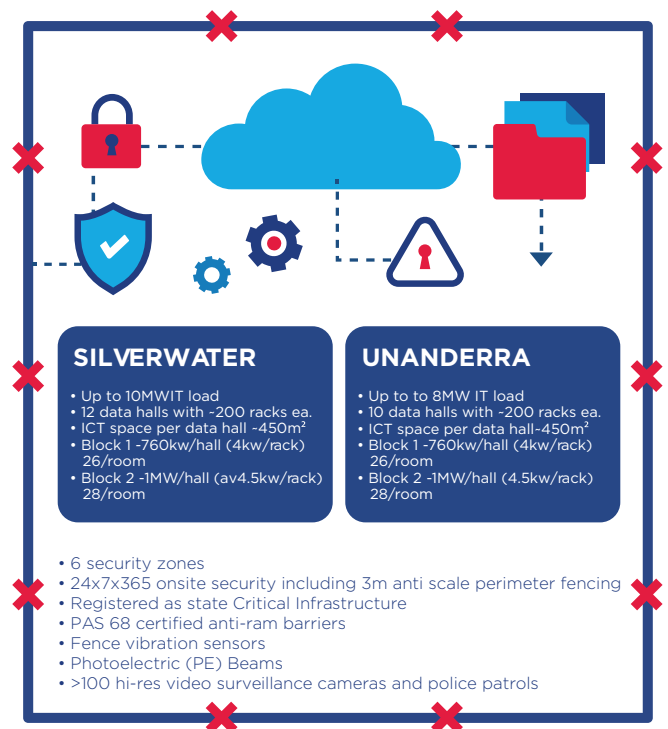 SILVERWATER
• Up to 10MWIT load
• 12 data halls with ~200 racks ea.
• ICT space per data hall ~450m²
• Block 1 ~760kw/hall (4kw/rack)
26/room
• Block 2 ~1MW/hall (av4.5kw/rack)
28/room
UNANDERRA
• Up to to 8MW IT load
• 10 data halls with ~200 racks ea.
• ICT space per data hall~450m²
• Block 1 ~760kw/hall (4kw/rack)
26/room
• Block 2 ~1MW/hall (4.5kw/rack)
28/room
• 6 security zones
• 24x7x365 onsite security including 3m anti scale perimeter fencing
• Registered as state Critical Infrastructure
• PAS 68 certified anti-ram barriers
• Fence vibration sensors
• Photoelectric (PE) Beams
• >100 hi-res video surveillance cameras and police patrols